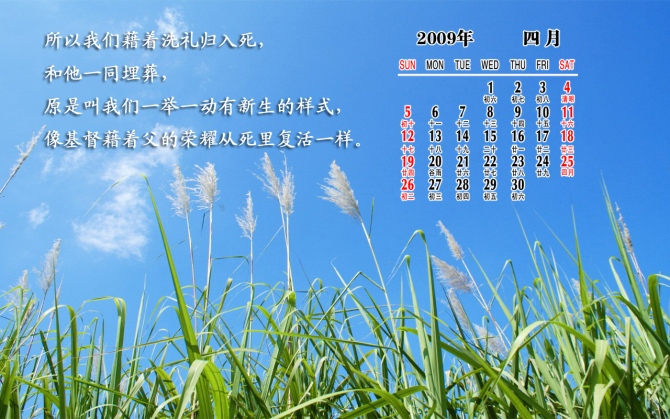 所以我们藉着洗礼归入死，
和他一同埋葬，
原是叫我们一举一动有新生的样式，
像基督藉着父的荣耀从死里复活一样。
2009年 四月
SUN MON TUE WED THU FRI SAT
1 2 3 4
初六 初七 初八 清明
5 6 7 8 9 10 11
初十 十一 十二 十三 十四 十五 十六
12 13 14 15 16 17 18
十七 十八 十九 二十 廿一 廿二 廿三
19 20 21 22 23 24 25
廿四 谷雨 廿六 廿七 廿八 廿九 四月
26 27 28 29 30
初二 初三 初四 初五 初六